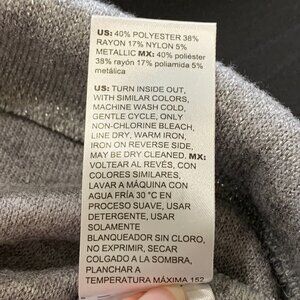 US: 40% POLYESTER 38%
RAYON 17% NYLON 5%
METALLIC MX: 40% poliéster
38% rayón 17% poliamida 5%
metálica
US: TURN INSIDE OUT,
WITH SIMILAR COLORS,
MACHINE WASH COLD,
GENTLE CYCLE, ONLY
NON-CHLORINE BLEACH,
LINE DRY, WARM IRON,
IRON ON REVERSE SIDE,
MAY BE DRY CLEANED. MX:
VOLTEAR AL REVÉS, CON
COLORES SIMILARES,
LAVAR A MÁQUINA CON
AGUA FRÍA 30 °C EN
PROCESO SUAVE, USAR
DETERGENTE, USAR
SOLAMENTE
BLANQUEADOR SIN CLORO,
NO EXPRIMIR, SECAR
COLGADO A LA SOMBRA,
PLANCHAR A
TEMPERATURA MÁXIMA 152